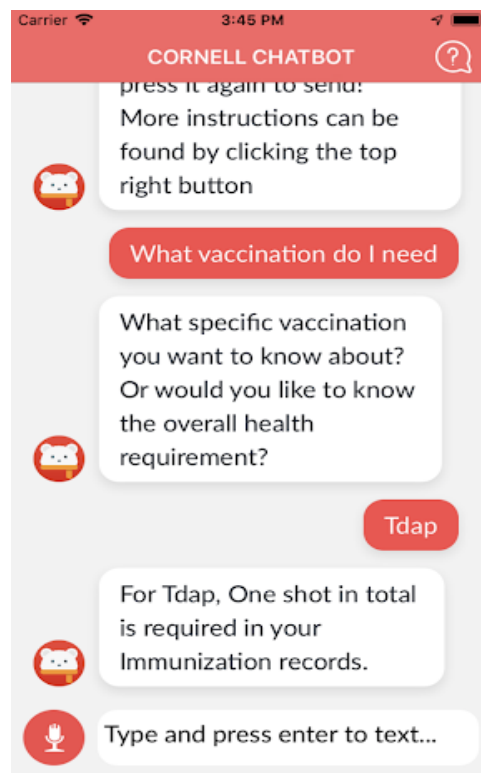 Carrier 3:45 PM
CORNELL CHATBOT
press it again to send!
More instructions can be
found by clicking the top
right button
What vaccination do I need
What specific vaccination
you want to know about?
Or would you like to know
the overall health
requirement?
Tdap
For Tdap, One shot in total
is required in your
Immunization records.
Type and press enter to text...